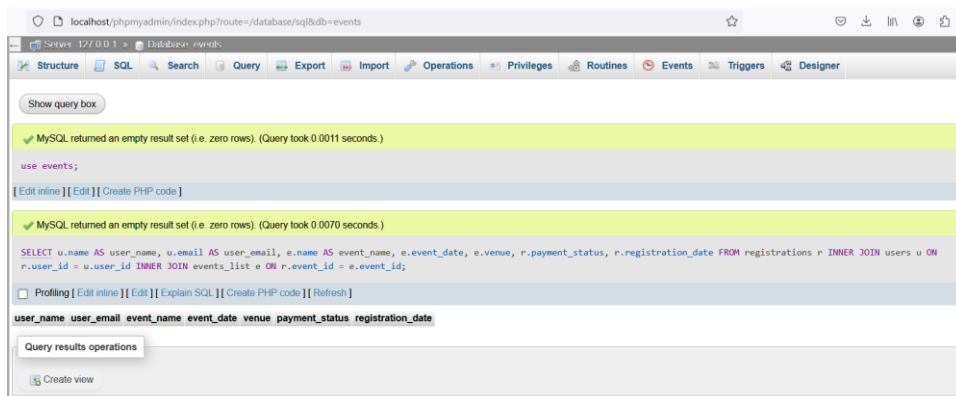 localhost/phpmyadmin/index.php?route=/database/sql&db=events
Server: 127.0.0.1 » Database: events
Structure SQL Search Query Export Import Operations Privileges Routines Events Triggers Designer
Show query box
MySQL returned an empty result set (i.e. zero rows). (Query took 0.0011 seconds.)
use events;
[ Edit inline ] [ Edit ] [ Create PHP code ]
MySQL returned an empty result set (i.e. zero rows). (Query took 0.0070 seconds.)
SELECT u.name AS user_name, u.email AS user_email, e.name AS event_name, e.event_date, e.venue, r.payment_status, r.registration_date FROM registrations r INNER JOIN users u ON
r.user_id = u.user_id INNER JOIN events_list e ON r.event_id = e.event_id;
Profiling [ Edit inline ] [ Edit ] [ Explain SQL ] [ Create PHP code ] [ Refresh ]
user_name user_email event_name event_date venue payment_status registration_date
Query results operations
Create view